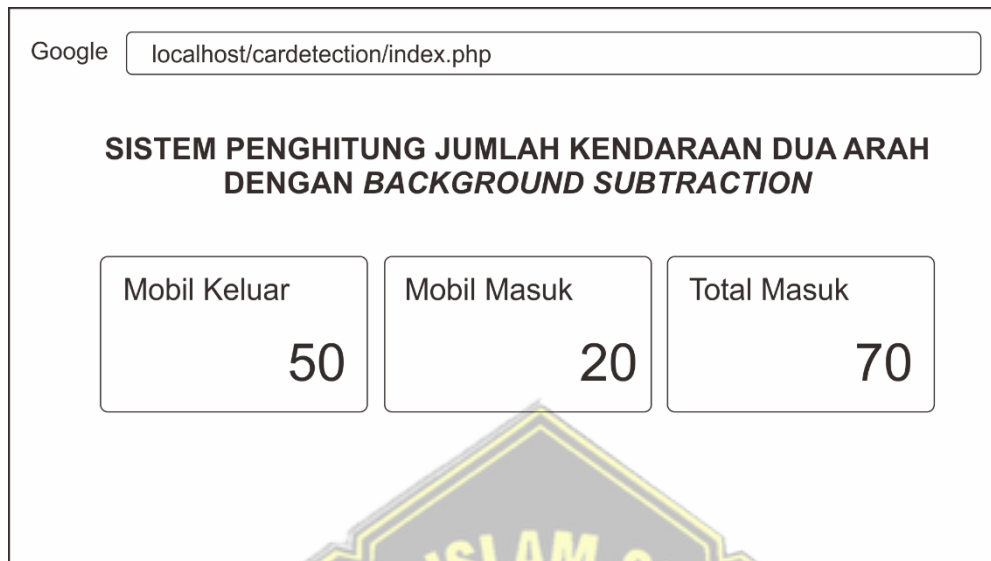 Google
localhost/cardetection/index.php
SISTEM PENGHITUNG JUMLAH KENDARAAN DUA ARAH
DENGAN BACKGROUND SUBTRACTION
Mobil Keluar
50
Mobil Masuk
20
Total Masuk
70
ISLAM